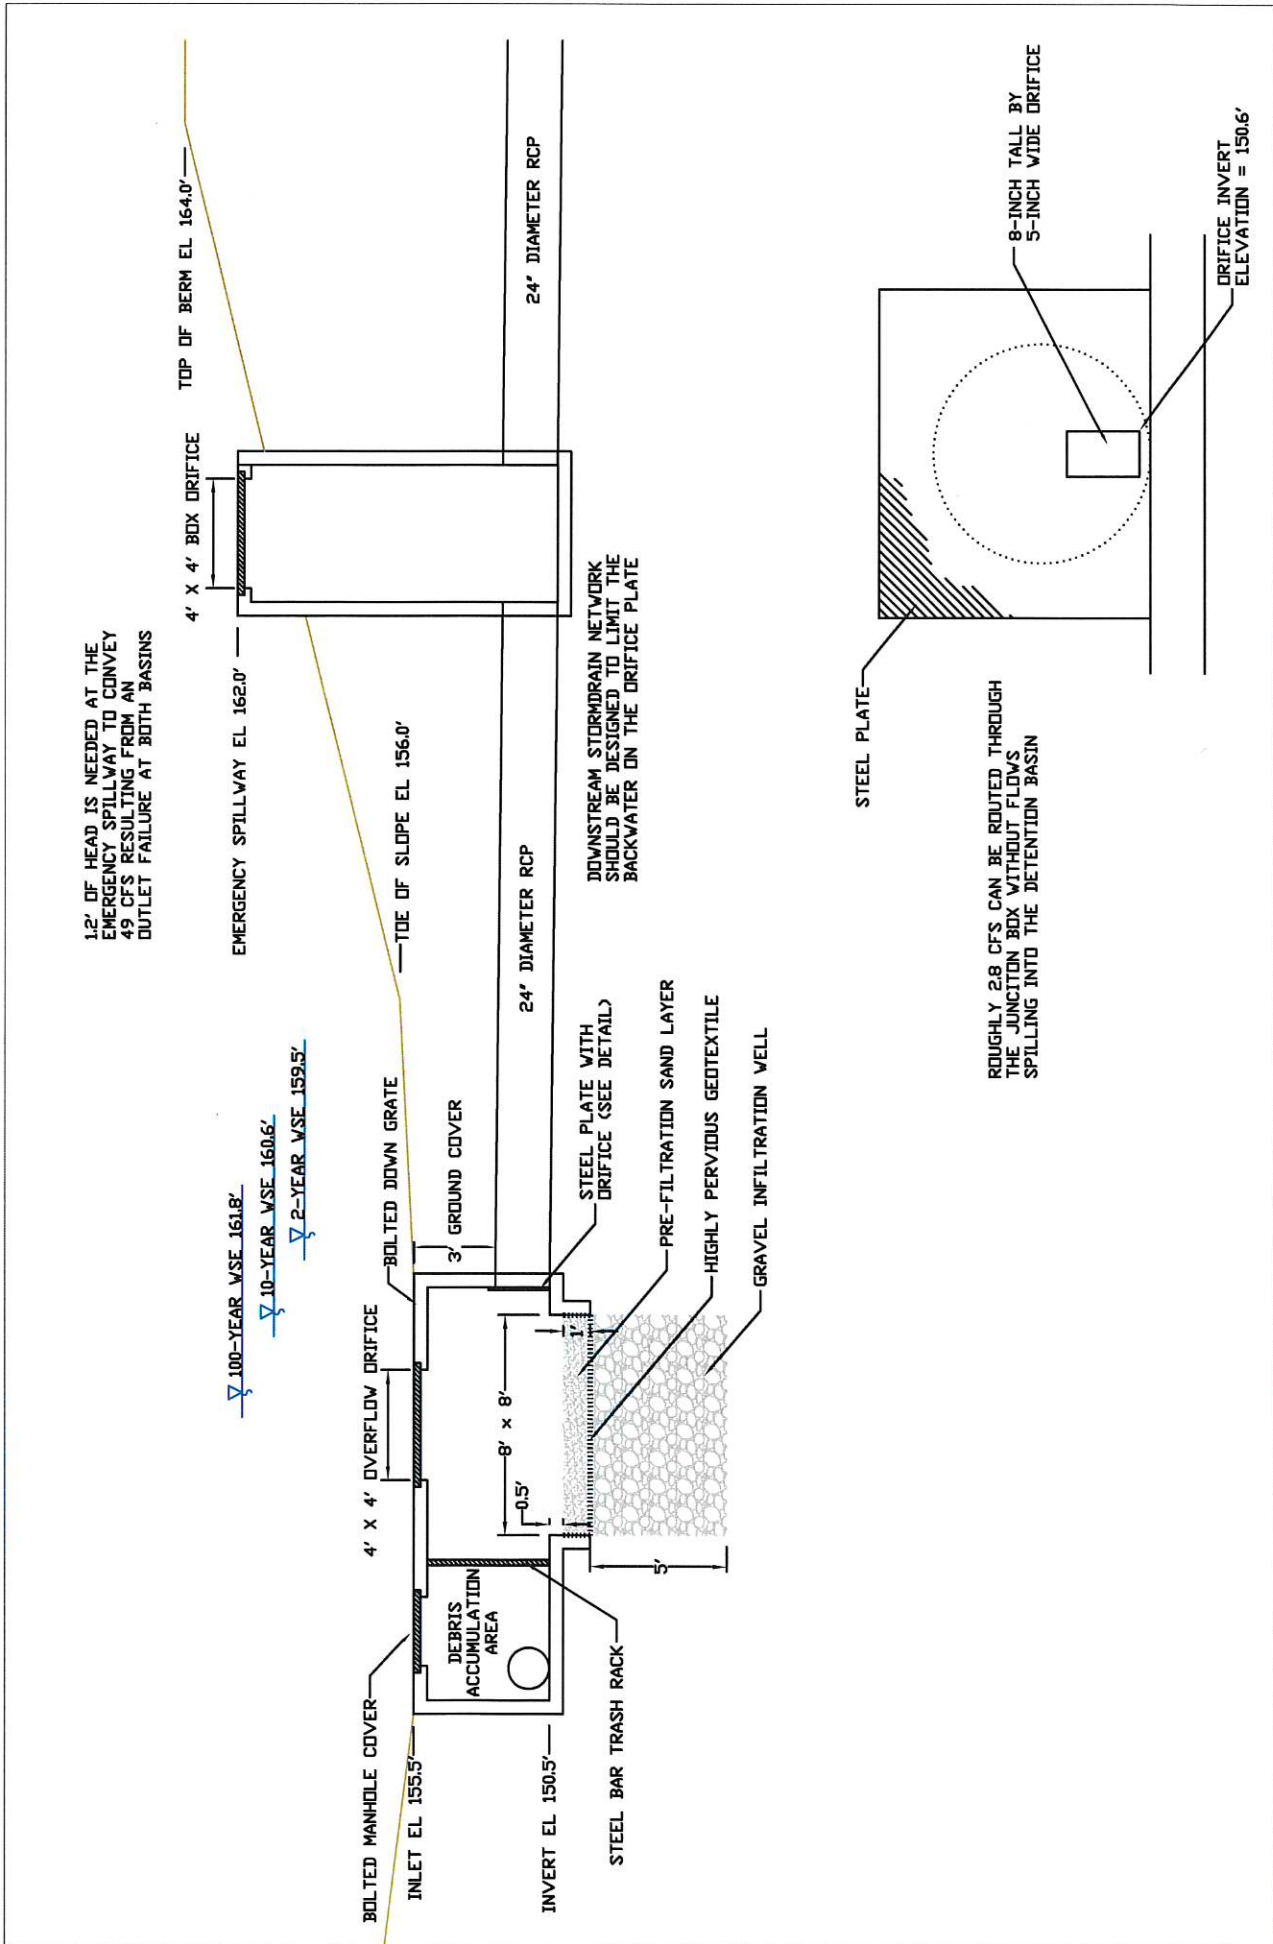 1.2' OF HEAD IS NEEDED AT THE
EMERGENCY SPILLWAY TO CONVEY
49 CFS RESULTING FROM AN
OUTLET FAILURE AT BOTH BASINS
100-YEAR WSE 161.8'
10-YEAR WSE 160.6'
2-YEAR WSE 159.5'
4' X 4' BOX ORIFICE
TOP OF BERM EL 164.0'
EMERGENCY SPILLWAY EL 162.0'
TOE OF SLOPE EL 156.0'
BOLTED MANHOLE COVER
4' X 4' OVERFLOW ORIFICE
BOLTED DOWN GRATE
INLET EL 155.5'
3' GROUND COVER
DEBRIS
ACCUMULATION
AREA
8' x 8'
0.5'
1'
24" DIAMETER RCP
24" DIAMETER RCP
INVERT EL 150.5'
STEEL BAR TRASH RACK
5'
STEEL PLATE WITH
ORIFICE (SEE DETAIL)
PRE-FILTRATION SAND LAYER
HIGHLY PERVIOUS GEOTEXTILE
GRAVEL INFILTRATION WELL
DOWNSTREAM STORMDRAIN NETWORK
SHOULD BE DESIGNED TO LIMIT THE
BACKWATER ON THE ORIFICE PLATE
STEEL PLATE
8-INCH TALL BY
5-INCH WIDE ORIFICE
ORIFICE INVERT
ELEVATION = 150.6'
ROUGHLY 2.8 CFS CAN BE ROUTED THROUGH
THE JUNCITON BOX WITHOUT FLOWS
SPILLING INTO THE DETENTION BASIN